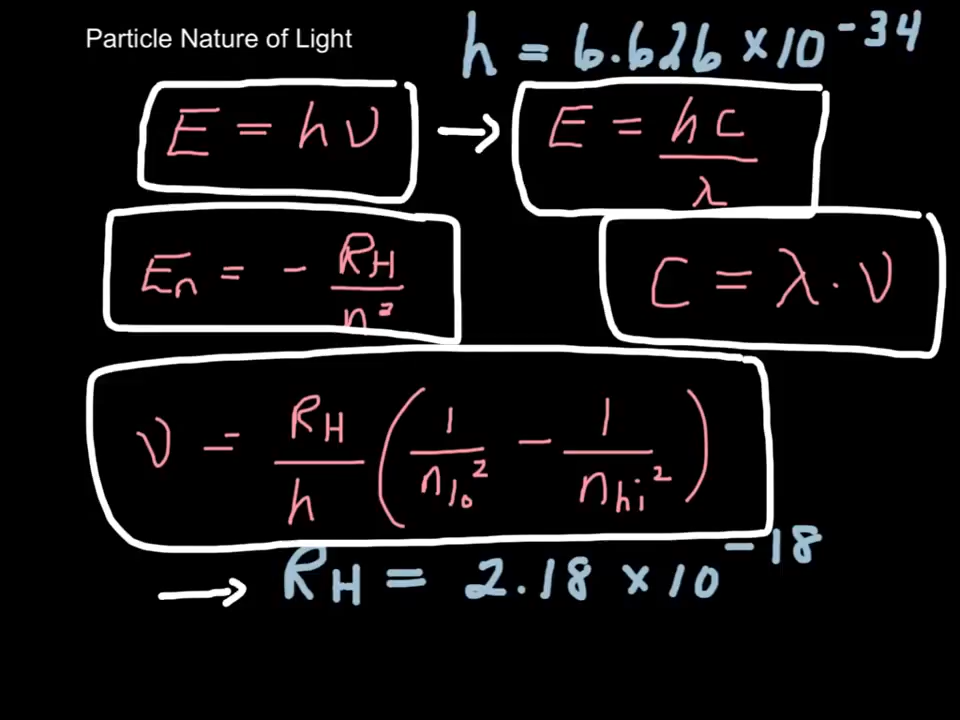 Particle Nature of Light
h = 6.626 × 10⁻³⁴
E = hν → E = hc/λ
Eₙ = - R_H/n²
C = λ · ν
ν = R_H/h (1/n_lo² - 1/n_hi²)
→ R_H = 2.18 × 10⁻¹⁸